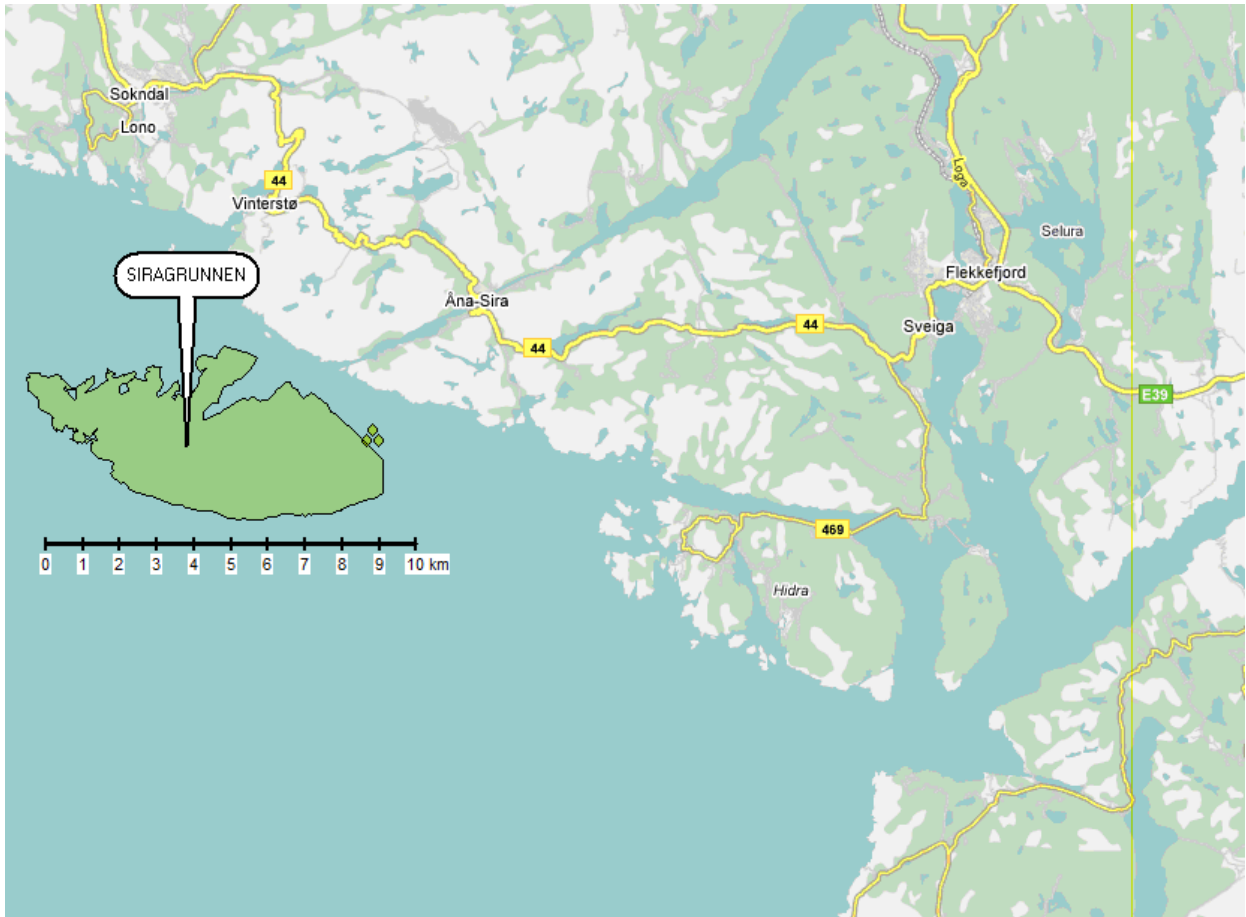 Sokndal
Lono
44
Vinterstø
SIRAGRUNNEN
Åna-Sira
44
44
Loga
Selura
Flekkefjord
Sveiga
E39
469
Hidra
0 1 2 3 4 5 6 7 8 9 10 km